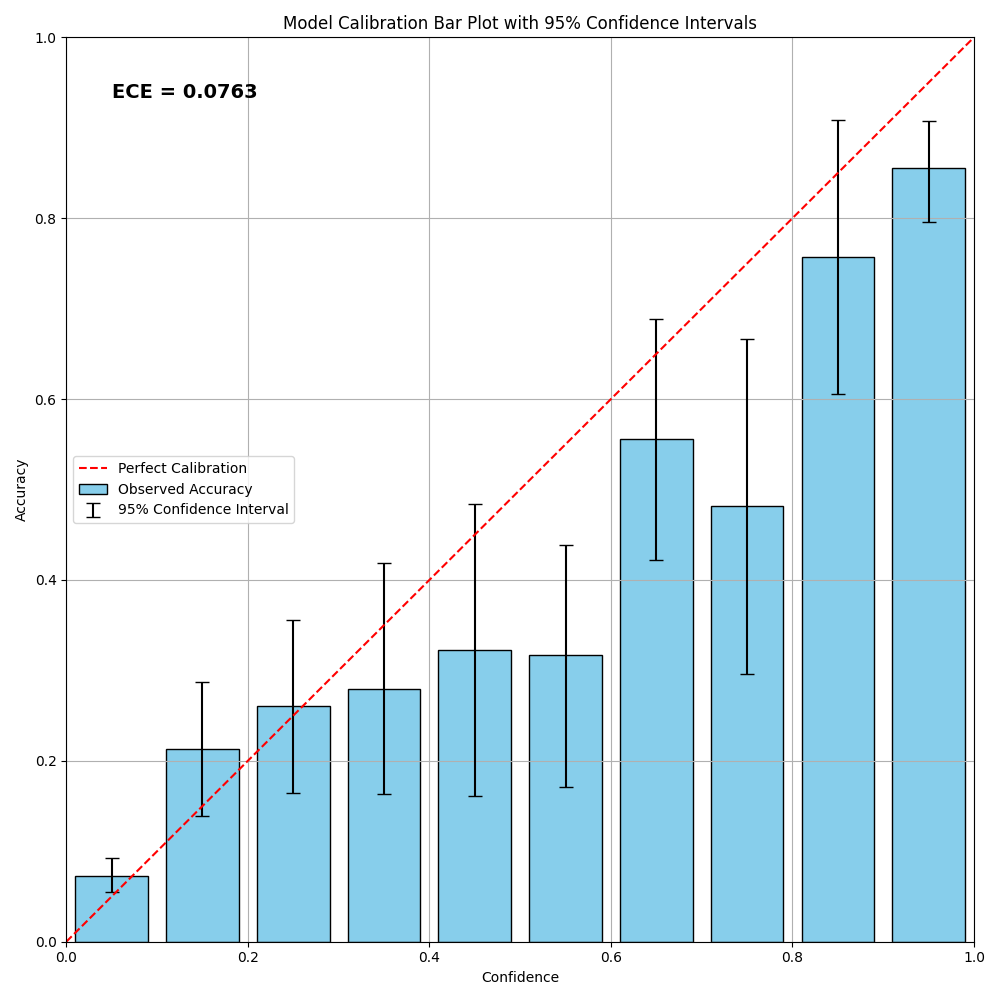 Model Calibration Bar Plot with 95% Confidence Intervals
1.0
ECE = 0.0763
0.8
0.6
Perfect Calibration
Observed Accuracy
95% Confidence Interval
Accuracy
0.4
0.2
0.0
0.0 0.2 0.4 0.6 0.8 1.0
Confidence